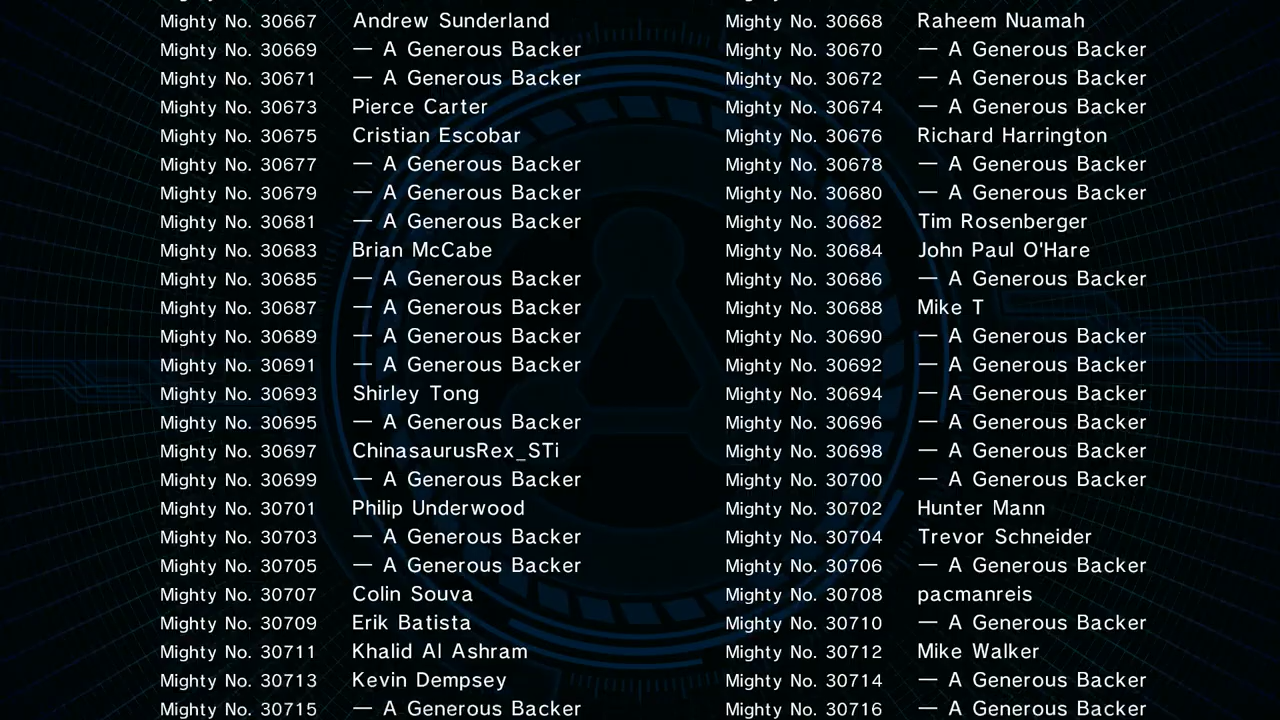 Mighty No. 30667 Andrew Sunderland Mighty No. 30668 Raheem Nuamah
Mighty No. 30669 — A Generous Backer Mighty No. 30670 — A Generous Backer
Mighty No. 30671 — A Generous Backer Mighty No. 30672 — A Generous Backer
Mighty No. 30673 Pierce Carter Mighty No. 30674 — A Generous Backer
Mighty No. 30675 Cristian Escobar Mighty No. 30676 Richard Harrington
Mighty No. 30677 — A Generous Backer Mighty No. 30678 — A Generous Backer
Mighty No. 30679 — A Generous Backer Mighty No. 30680 — A Generous Backer
Mighty No. 30681 — A Generous Backer Mighty No. 30682 Tim Rosenberger
Mighty No. 30683 Brian McCabe Mighty No. 30684 John Paul O'Hare
Mighty No. 30685 — A Generous Backer Mighty No. 30686 — A Generous Backer
Mighty No. 30687 — A Generous Backer Mighty No. 30688 Mike T
Mighty No. 30689 — A Generous Backer Mighty No. 30690 — A Generous Backer
Mighty No. 30691 — A Generous Backer Mighty No. 30692 — A Generous Backer
Mighty No. 30693 Shirley Tong Mighty No. 30694 — A Generous Backer
Mighty No. 30695 — A Generous Backer Mighty No. 30696 — A Generous Backer
Mighty No. 30697 ChinasaurusRex_STi Mighty No. 30698 — A Generous Backer
Mighty No. 30699 — A Generous Backer Mighty No. 30700 — A Generous Backer
Mighty No. 30701 Philip Underwood Mighty No. 30702 Hunter Mann
Mighty No. 30703 — A Generous Backer Mighty No. 30704 Trevor Schneider
Mighty No. 30705 — A Generous Backer Mighty No. 30706 — A Generous Backer
Mighty No. 30707 Colin Souva Mighty No. 30708 pacmanreis
Mighty No. 30709 Erik Batista Mighty No. 30710 — A Generous Backer
Mighty No. 30711 Khalid Al Ashram Mighty No. 30712 Mike Walker
Mighty No. 30713 Kevin Dempsey Mighty No. 30714 — A Generous Backer
Mighty No. 30715 — A Generous Backer Mighty No. 30716 — A Generous Backer